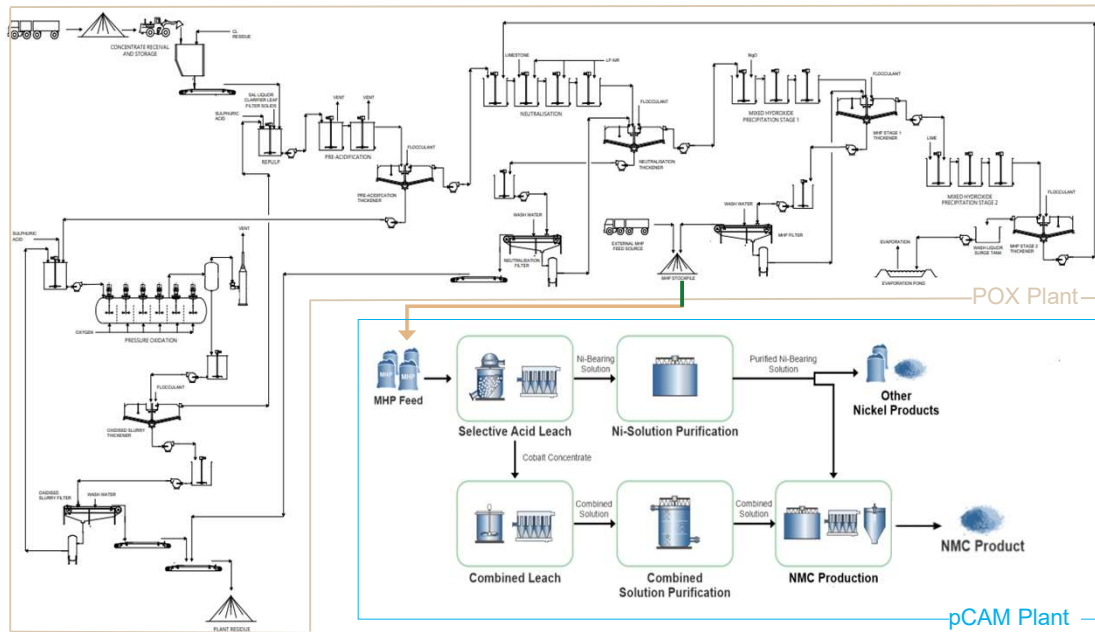 CONCENTRATE RECEIVAL
AND STORAGE
CL
RESIDUE
SAL LIQUOR
CLARIFIER LEAF
FILTER SOLIDS
SULPHURIC
ACID
REPULP
VENT
VENT
PRE-ACIDIFICATION
FLOCCULANT
PRE-ACIDIFCATION
THICKENER
LIMESTONE
LP AIR
NEUTRALISATION
FLOCCULANT
NEUTRALISATION
THICKENER
WASH WATER
NEUTRALISATION
FILTER
MgO
MIXED HYDROXIDE
PRECIPITATION STAGE 1
FLOCCULANT
MHP STAGE 1
THICKENER
LIME
MIXED HYDROXIDE
PRECIPITATION STAGE 2
FLOCCULANT
MHP STAGE 2
THICKENER
WASH LIQUOR
SURGE TANK
EVAPORATION
EVAPORATION POND
WASH WATER
MHP FILTER
EXTERNAL MHP
FEED SOURCE
MHP STOCKPILE
SULPHURIC
ACID
VENT
OXYGEN
PRESSURE OXIDATION
FLOCCULANT
OXIDISED SLURRY
THICKENER
OXIDISED
SLURRY FILTER
WASH WATER
PLANT RESIDUE
POX Plant
MHP
MHP
MHP Feed
Selective Acid Leach
Ni-Bearing
Solution
Ni-Solution Purification
Purified Ni-Bearing
Solution
Other
Nickel Products
Cobalt Concentrate
Combined Leach
Combined
Solution
Combined
Solution Purification
Combined
Solution
NMC Production
NMC Product
pCAM Plant